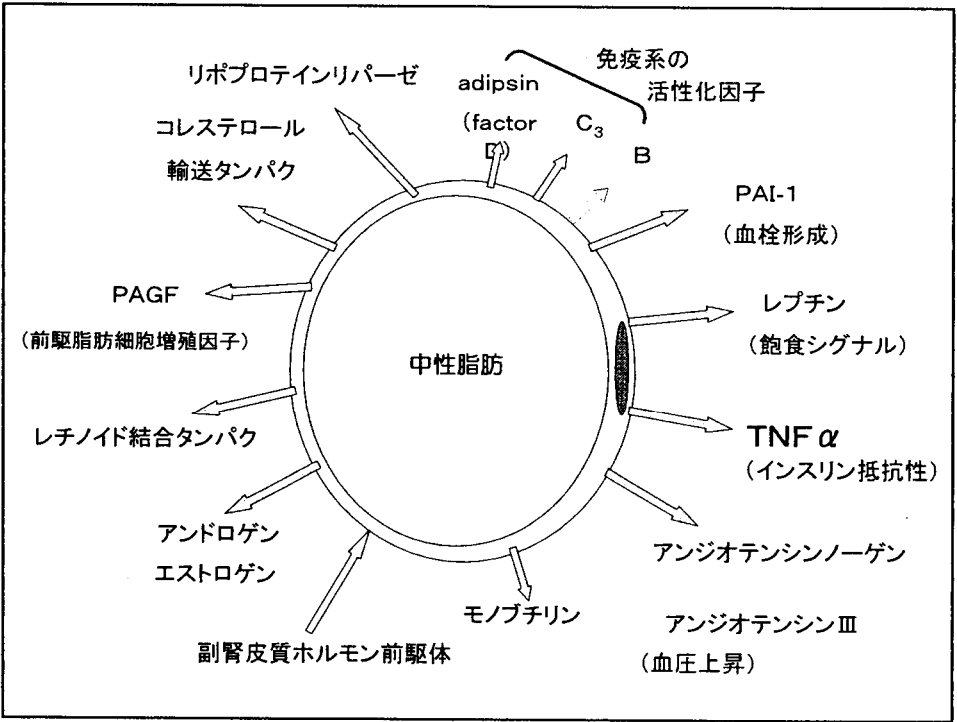 リポプロテインリパーゼ
adipsin
(factor
D)
C3
B
免疫系の
活性化因子
コレステロール
輸送タンパク
PAI-1
(血栓形成)
PAGF
(前駆脂肪細胞増殖因子)
レプチン
(飽食シグナル)
中性脂肪
レチノイド結合タンパク
TNF α
(インスリン抵抗性)
アンドロゲン
エストロゲン
アンジオテンシンノーゲン
モノブチリン
アンジオテンシンⅢ
(血圧上昇)
副腎皮質ホルモン前駆体